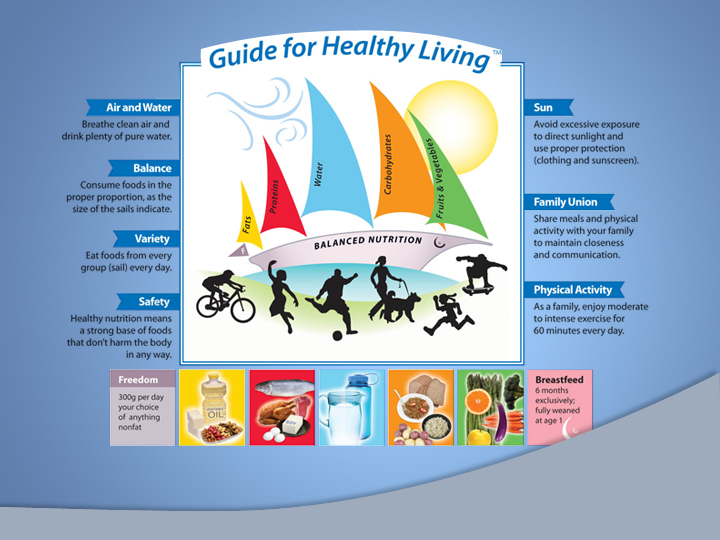 Guide for Healthy Living™
Air and Water
Breathe clean air and
drink plenty of pure water.
Balance
Consume foods in the
proper proportion, as the
size of the sails indicate.
Variety
Eat foods from every
group (sail) every day.
Safety
Healthy nutrition means
a strong base of foods
that don't harm the body
in any way.
Fats
Proteins
Water
Carbohydrates
Fruits & Vegetables
BALANCED NUTRITION
Sun
Avoid excessive exposure
to direct sunlight and
use proper protection
(clothing and sunscreen).
Family Union
Share meals and physical
activity with your family
to maintain closeness
and communication.
Physical Activity
As a family, enjoy moderate
to intense exercise for
60 minutes every day.
Freedom
300g per day
your choice
of anything
nonfat
OIL
Breastfeed
6 months
exclusively;
fully weaned
at age 1